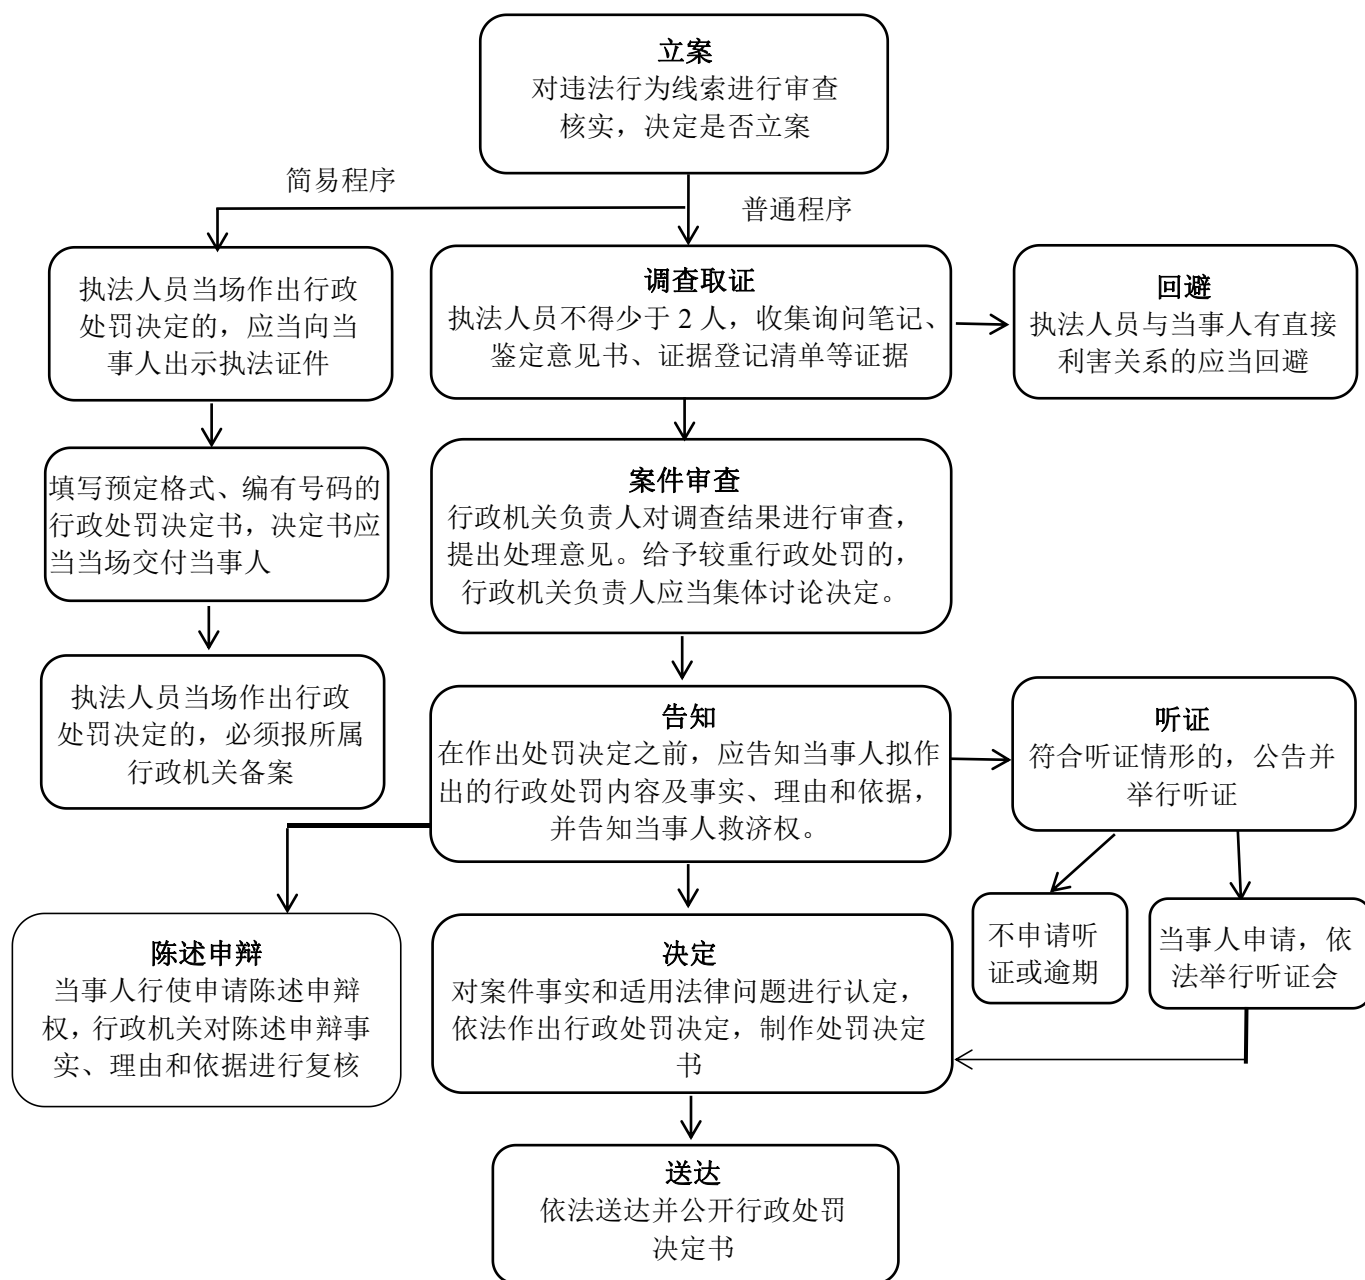 立案
对违法行为线索进行审查
核实，决定是否立案
简易程序
普通程序
执法人员当场作出行政
处罚决定的，应当向当
事人出示执法证件
调查取证
执法人员不得少于 2 人，收集询问笔记、
鉴定意见书、证据登记清单等证据
回避
执法人员与当事人有直接
利害关系的应当回避
填写预定格式、编有号码的
行政处罚决定书，决定书应
当当场交付当事人
案件审查
行政机关负责人对调查结果进行审查，
提出处理意见。给予较重行政处罚的，
行政机关负责人应当集体讨论决定。
执法人员当场作出行政
处罚决定的，必须报所属
行政机关备案
告知
在作出处罚决定之前，应告知当事人拟作
出的行政处罚内容及事实、理由和依据，
并告知当事人救济权。
听证
符合听证情形的，公告并
举行听证
陈述申辩
当事人行使申请陈述申辩
权，行政机关对陈述申辩事
实、理由和依据进行复核
决定
对案件事实和适用法律问题进行认定，
依法作出行政处罚决定，制作处罚决定
书
不申请听
证或逾期
当事人申请，依
法举行听证会
送达
依法送达并公开行政处罚
决定书